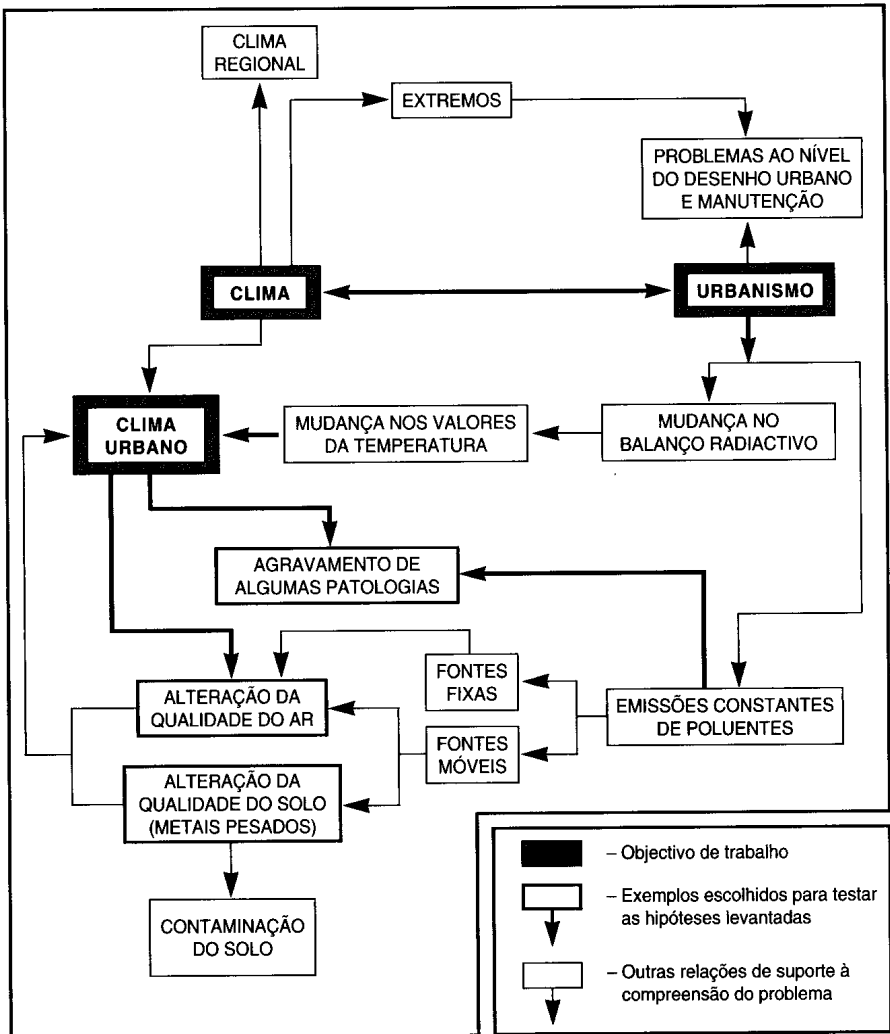 CLIMA
REGIONAL
EXTREMOS
PROBLEMAS AO NÍVEL
DO DESENHO URBANO
E MANUTENÇÃO
CLIMA
URBANISMO
CLIMA
URBANO
MUDANÇA NOS VALORES
DA TEMPERATURA
MUDANÇA NO
BALANÇO RADIACTIVO
AGRAVAMENTO DE
ALGUMAS PATOLOGIAS
ALTERAÇÃO DA
QUALIDADE DO AR
FONTES
FIXAS
EMISSÕES CONSTANTES
DE POLUENTES
FONTES
MÓVEIS
ALTERAÇÃO DA
QUALIDADE DO SOLO
(METAIS PESADOS)
CONTAMINAÇÃO
DO SOLO
– Objectivo de trabalho
– Exemplos escolhidos para testar
as hipóteses levantadas
– Outras relações de suporte à
compreensão do problema